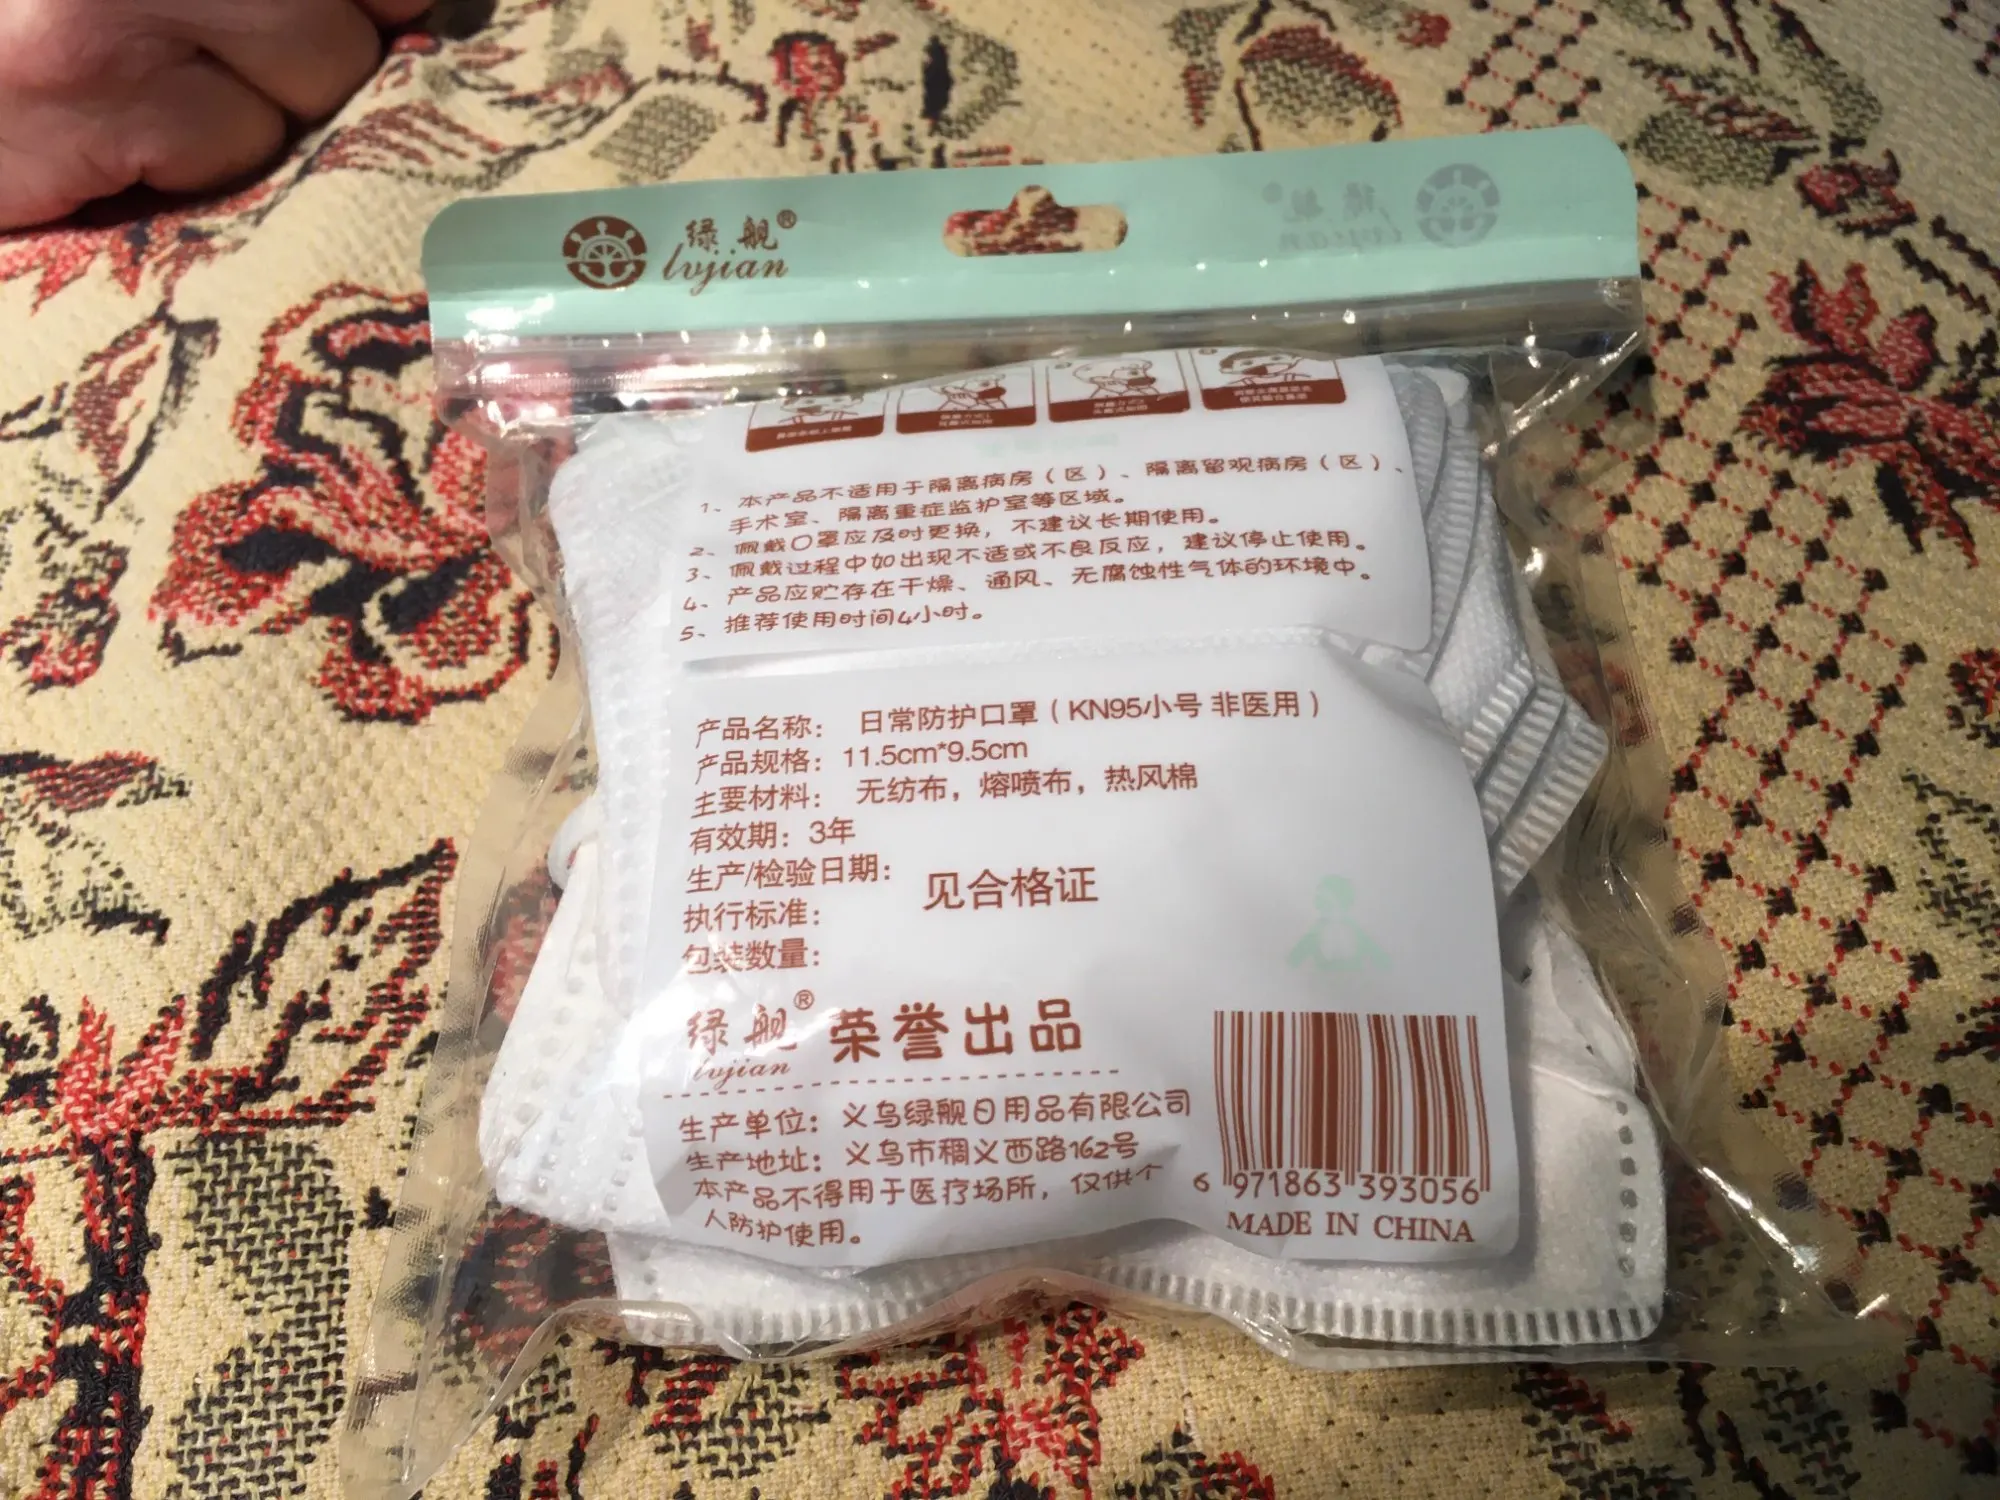 绿舰®
lvjian
1、本产品不适用于隔离病房（区）、隔离留观病房（区）、
手术室、隔离重症监护室等区域。
2、佩戴口罩应及时更换，不建议长期使用。
3、佩戴过程中如出现不适或不良反应，建议停止使用。
4、产品应贮存在干燥、通风、无腐蚀性气体的环境中。
5、推荐使用时间4小时。
产品名称： 日常防护口罩（KN95小号 非医用）
产品规格：11.5cm*9.5cm
主要材料： 无纺布，熔喷布，热风棉
有效期：3年
生产/检验日期：
见合格证
执行标准：
包装数量：
绿舰® 荣誉出品
lvjian
生产单位：义乌绿舰日用品有限公司
生产地址：义乌市稠义西路162号
本产品不得用于医疗场所，仅供个
人防护使用。
6 971863 393056
MADE IN CHINA